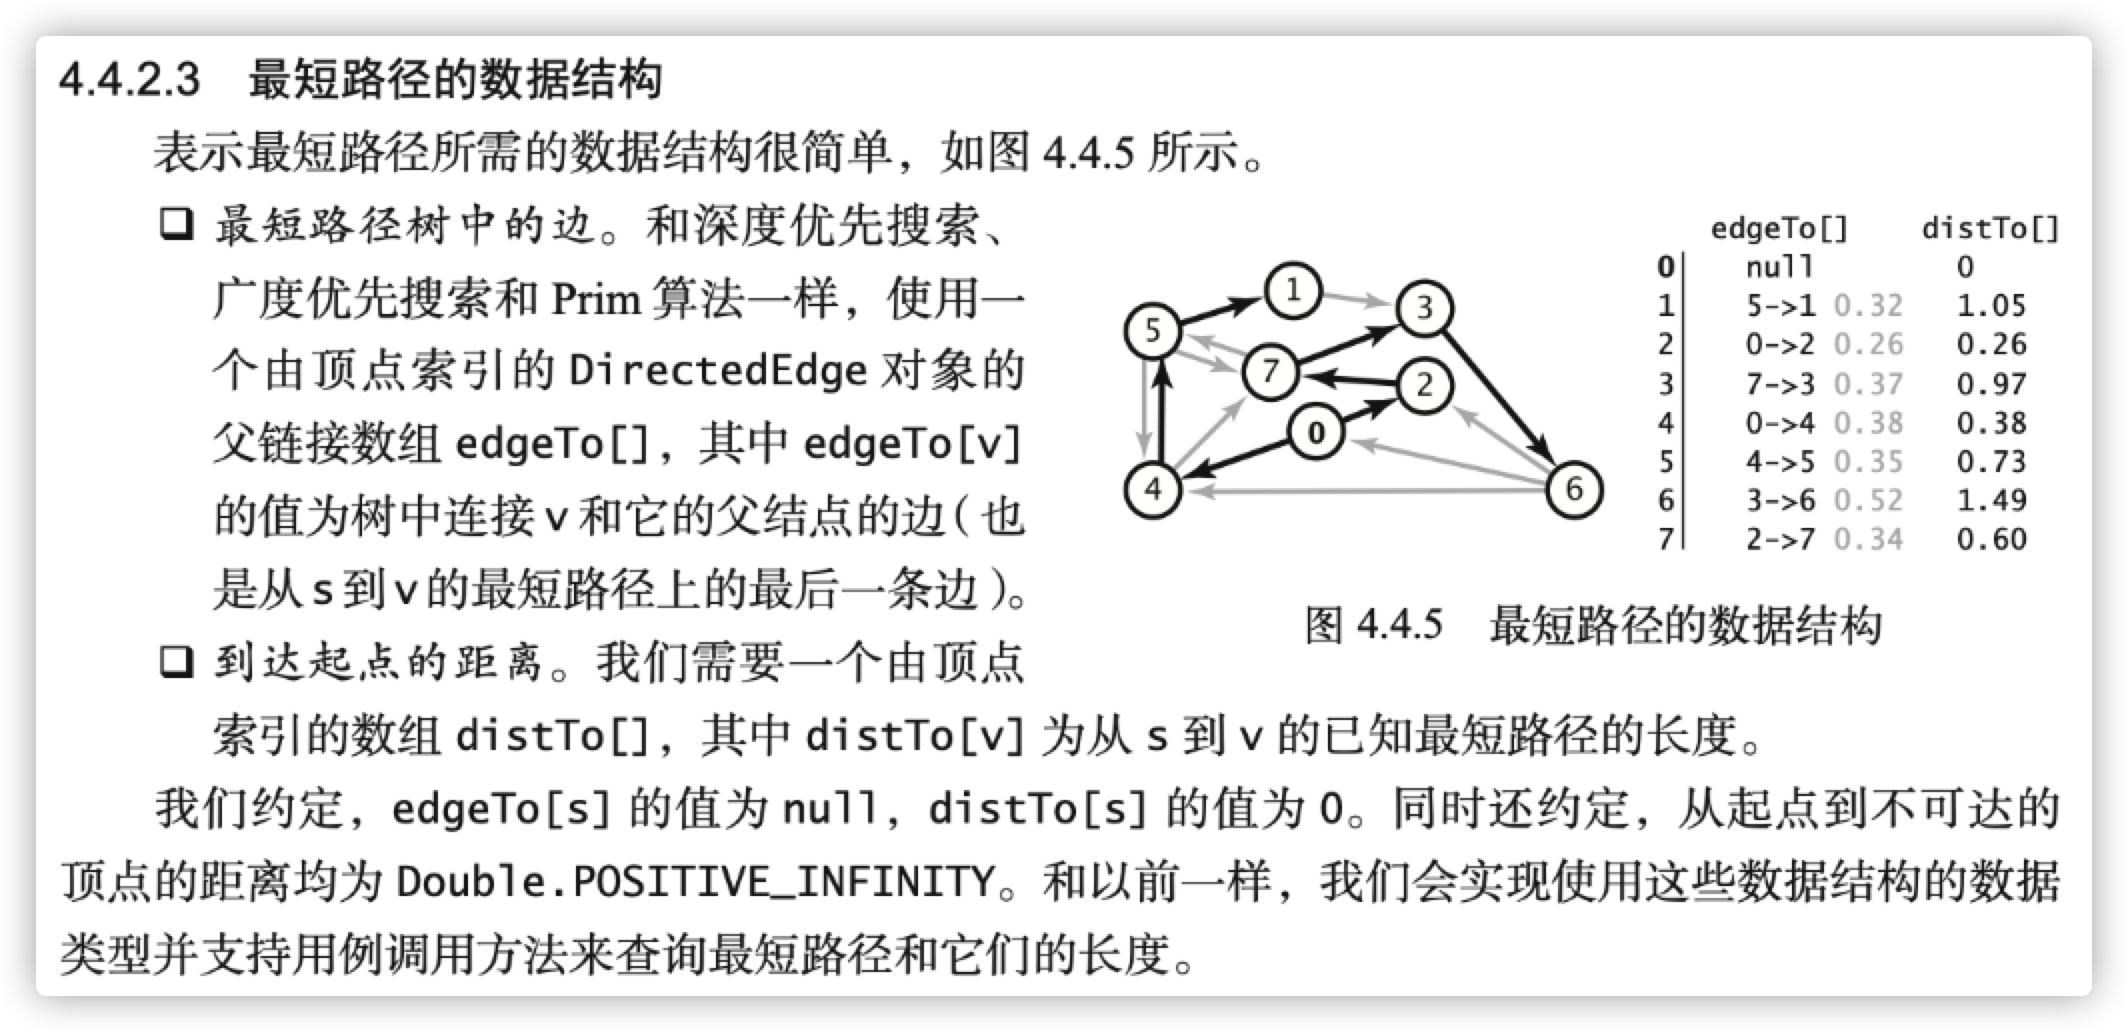 4.4.2.3 最短路径的数据结构
表示最短路径所需的数据结构很简单，如图 4.4.5 所示。
❑ 最短路径树中的边。和深度优先搜索、
广度优先搜索和 Prim 算法一样，使用一
个由顶点索引的 DirectedEdge 对象的
父链接数组 edgeTo[]，其中 edgeTo[v]
的值为树中连接 v 和它的父结点的边（也
是从 s 到 v 的最短路径上的最后一条边）。
❑ 到达起点的距离。我们需要一个由顶点
索引的数组 distTo[]，其中 distTo[v] 为从 s 到 v 的已知最短路径的长度。
1
3
5
7
2
0
4
6
edgeTo[] distTo[]
0 null 0
1 5->1 0.32 1.05
2 0->2 0.26 0.26
3 7->3 0.37 0.97
4 0->4 0.38 0.38
5 4->5 0.35 0.73
6 3->6 0.52 1.49
7 2->7 0.34 0.60
图 4.4.5 最短路径的数据结构
我们约定，edgeTo[s] 的值为 null，distTo[s] 的值为 0。同时还约定，从起点到不可达的
顶点的距离均为 Double.POSITIVE_INFINITY。和以前一样，我们会实现使用这些数据结构的数据
类型并支持用例调用方法来查询最短路径和它们的长度。